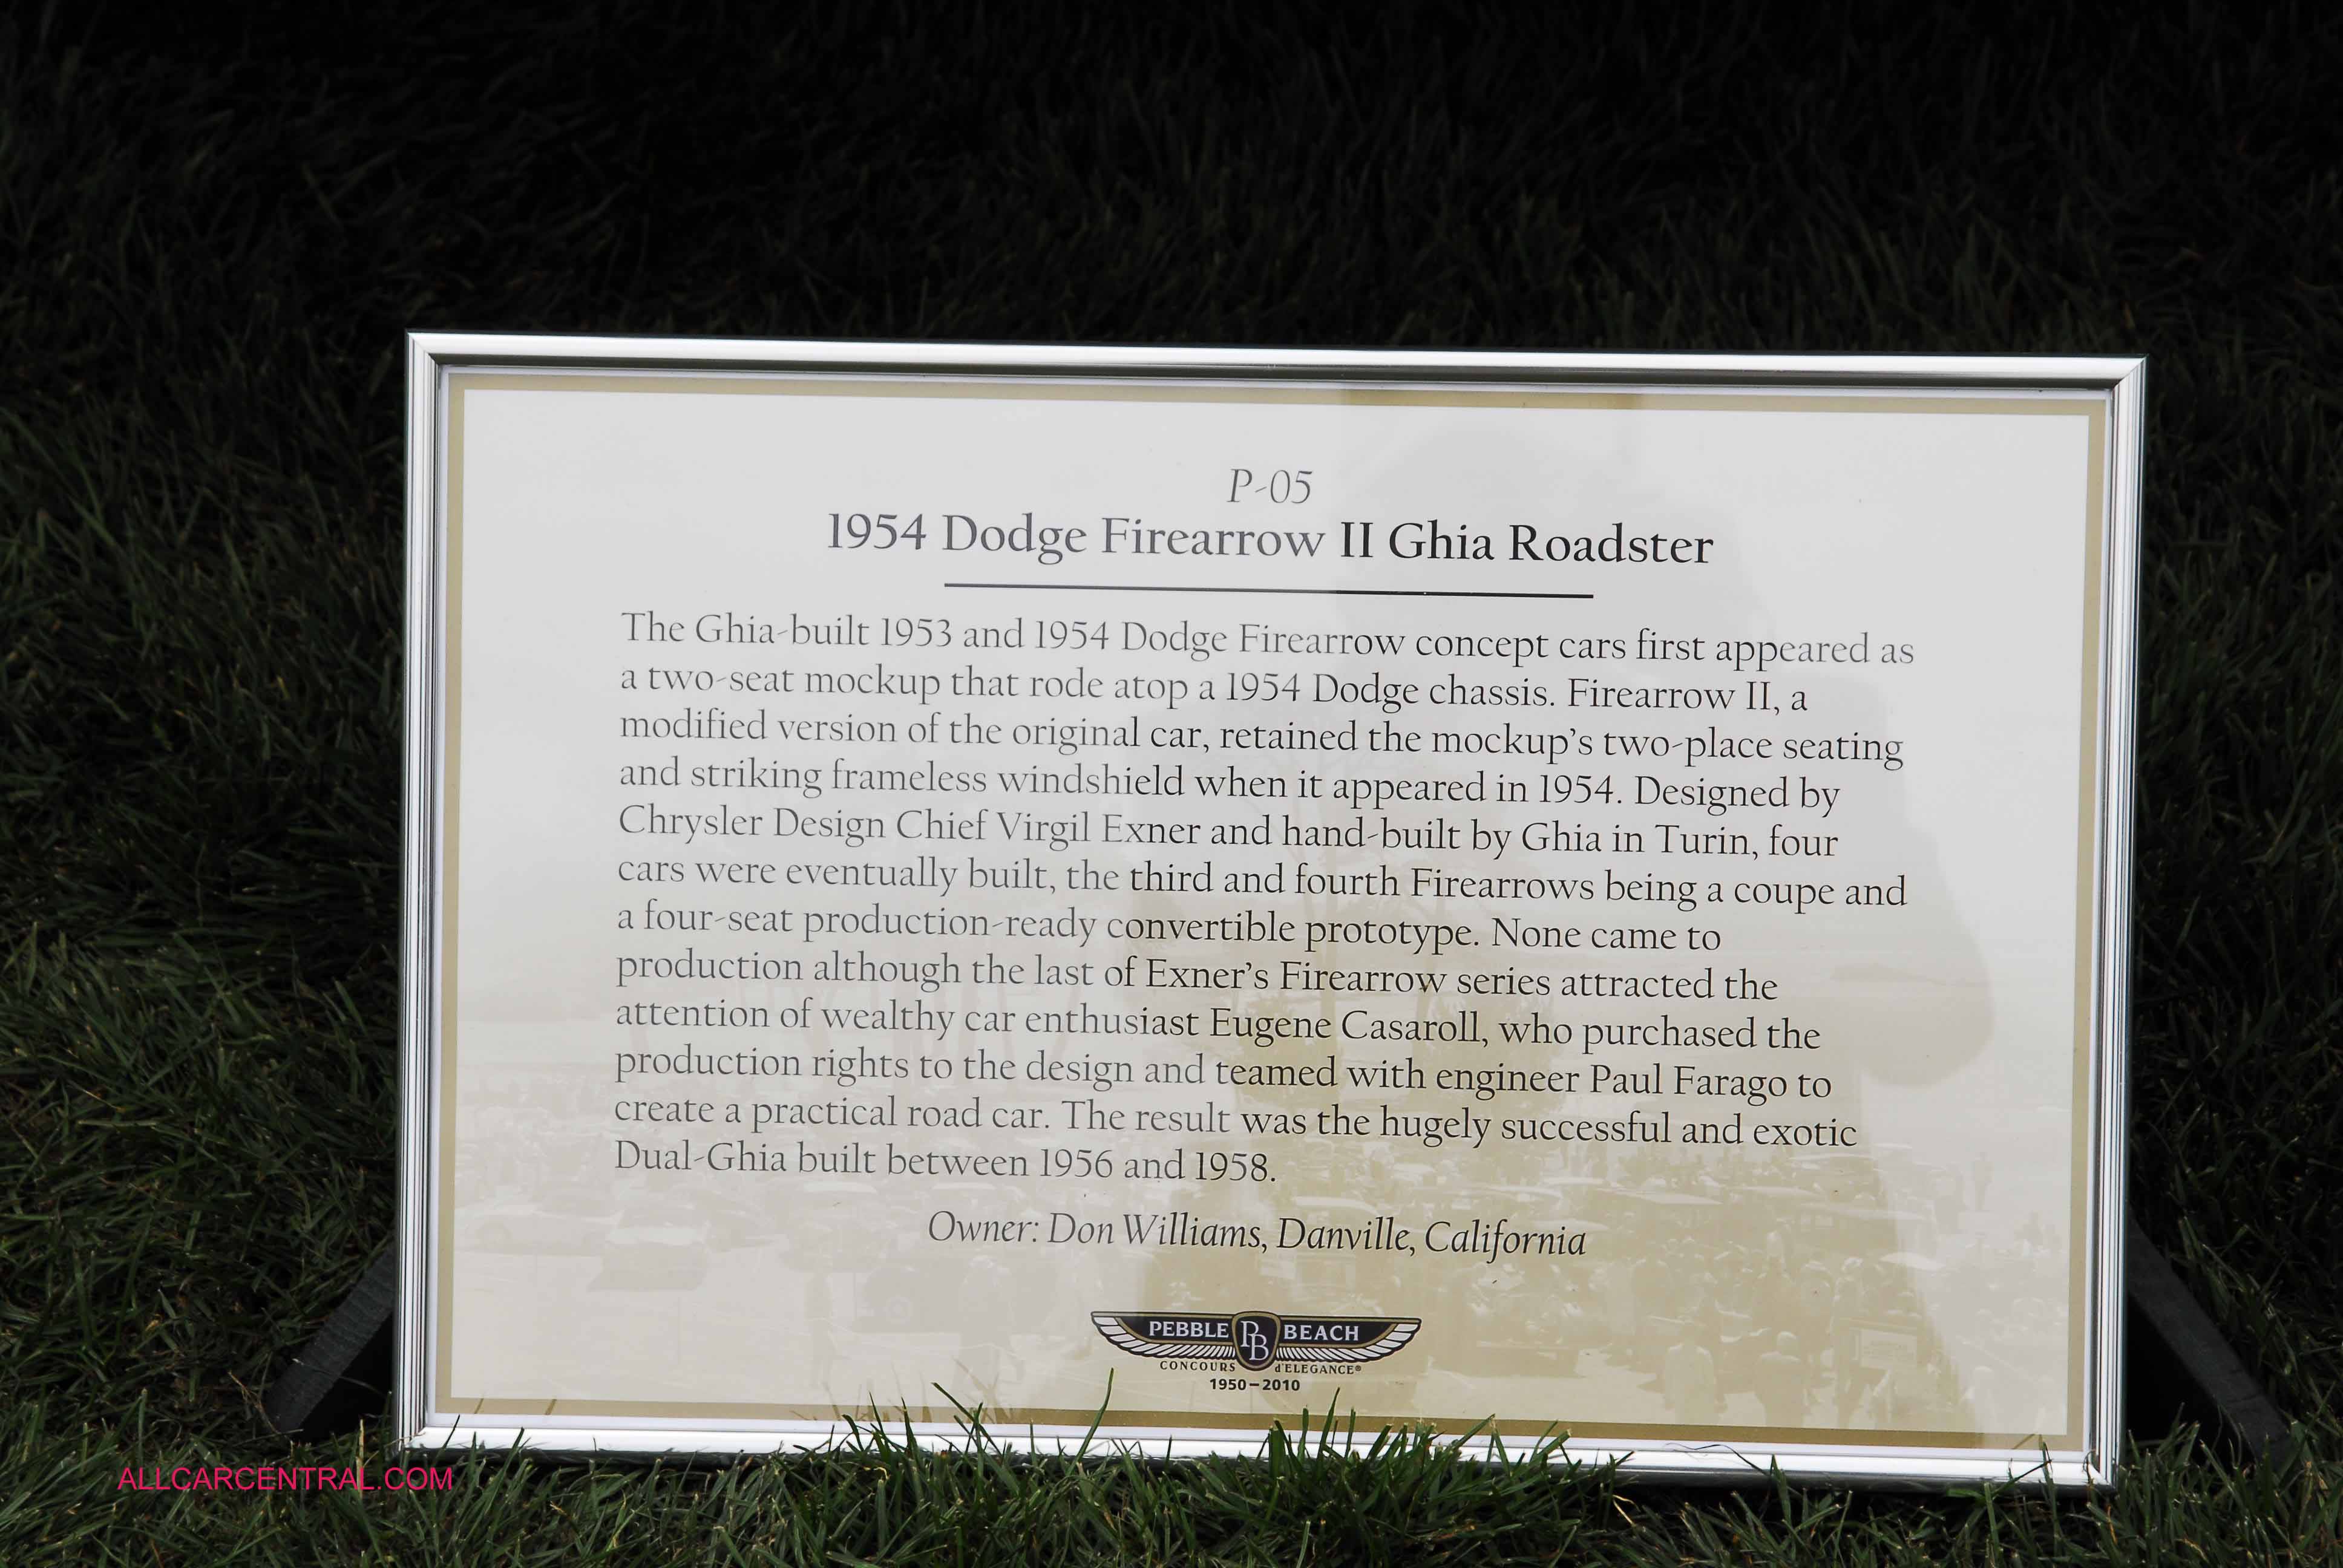 P-05
1954 Dodge Firearrow II Ghia Roadster
The Ghia-built 1953 and 1954 Dodge Firearrow concept cars first appeared as
a two-seat mockup that rode atop a 1954 Dodge chassis. Firearrow II, a
modified version of the original car, retained the mockup's two-place seating
and striking frameless windshield when it appeared in 1954. Designed by
Chrysler Design Chief Virgil Exner and hand-built by Ghia in Turin, four
cars were eventually built, the third and fourth Firearrows being a coupe and
a four-seat production-ready convertible prototype. None came to
production although the last of Exner's Firearrow series attracted the
attention of wealthy car enthusiast Eugene Casaroll, who purchased the
production rights to the design and teamed with engineer Paul Farago to
create a practical road car. The result was the hugely successful and exotic
Dual-Ghia built between 1956 and 1958.
Owner: Don Williams, Danville, California
PEBBLE PB BEACH
CONCOURS d'ELEGANCE®
1950–2010
ALLCARCENTRAL.COM